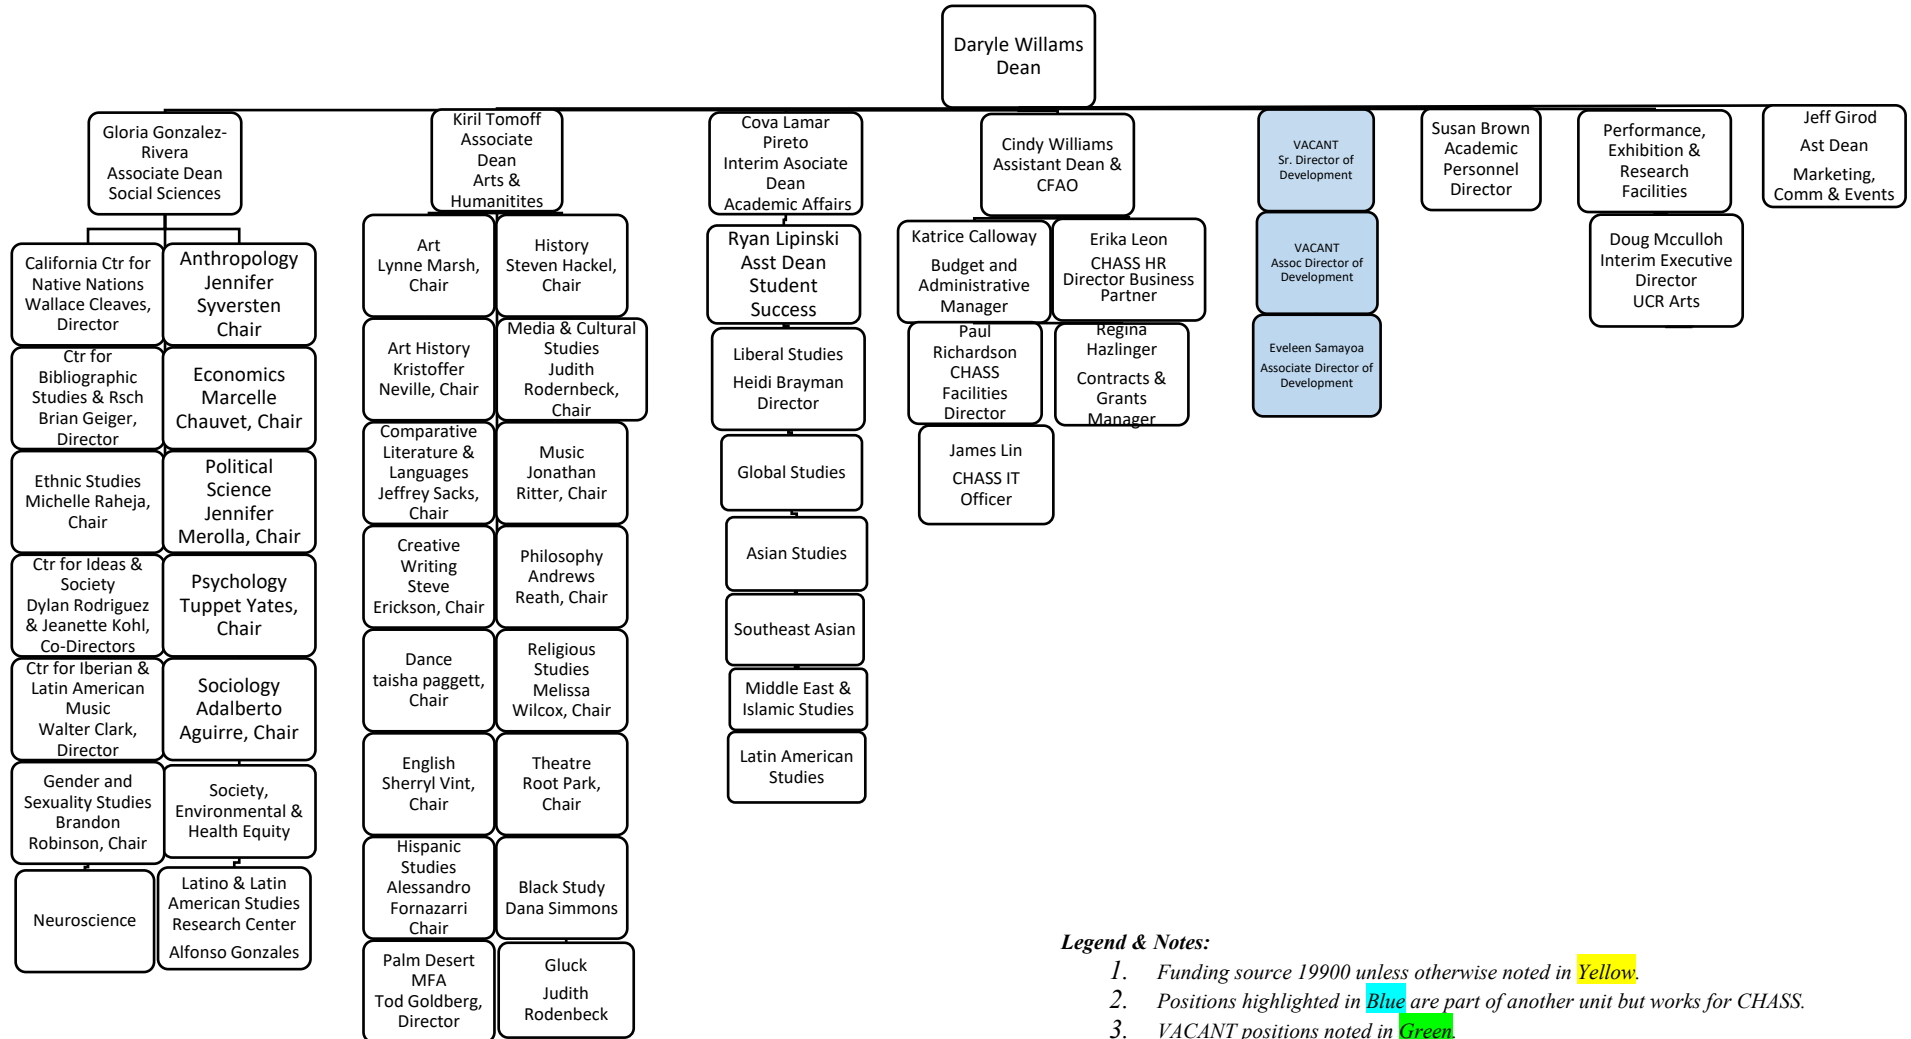 Daryle Willams
Dean
Gloria Gonzalez-
Rivera
Associate Dean
Social Sciences
Kiril Tomoff
Associate
Dean
Arts &
Humanitites
Cova Lamar
Pireto
Interim Asociate
Dean
Academic Affairs
Cindy Williams
Assistant Dean &
CFAO
VACANT
Sr. Director of
Development
Susan Brown
Academic
Personnel
Director
Performance,
Exhibition &
Research
Facilities
Jeff Girod
Ast Dean
Marketing,
Comm & Events
California Ctr for
Native Nations
Wallace Cleaves,
Director
Ctr for
Bibliographic
Studies & Rsch
Brian Geiger,
Director
Ethnic Studies
Michelle Raheja,
Chair
Ctr for Ideas &
Society
Dylan Rodriguez
& Jeanette Kohl,
Co-Directors
Ctr for Iberian &
Latin American
Music
Walter Clark,
Director
Gender and
Sexuality Studies
Brandon
Robinson, Chair
Neuroscience
Anthropology
Jennifer
Syversten
Chair
Economics
Marcelle
Chauvet, Chair
Political
Science
Jennifer
Merolla, Chair
Psychology
Tuppet Yates,
Chair
Sociology
Adalberto
Aguirre, Chair
Society,
Environmental &
Health Equity
Latino & Latin
American Studies
Research Center
Alfonso Gonzales
Art
Lynne Marsh,
Chair
Art History
Kristoffer
Neville, Chair
Comparative
Literature &
Languages
Jeffrey Sacks,
Chair
Creative
Writing
Steve
Erickson, Chair
Dance
taisha paggett,
Chair
English
Sherryl Vint,
Chair
Hispanic
Studies
Alessandro
Fornazarri
Chair
Palm Desert
MFA
Tod Goldberg,
Director
History
Steven Hackel,
Chair
Media & Cultural
Studies
Judith
Rodernbeck,
Chair
Music
Jonathan
Ritter, Chair
Philosophy
Andrews
Reath, Chair
Religious
Studies
Melissa
Wilcox, Chair
Theatre
Root Park,
Chair
Black Study
Dana Simmons
Gluck
Judith
Rodenbeck
Ryan Lipinski
Asst Dean
Student
Success
Liberal Studies
Heidi Brayman
Director
Global Studies
Asian Studies
Southeast Asian
Middle East &
Islamic Studies
Latin American
Studies
Katrice Calloway
Budget and
Administrative
Manager
Paul
Richardson
CHASS
Facilities
Director
James Lin
CHASS IT
Officer
Erika Leon
CHASS HR
Director Business
Partner
Regina
Hazlinger
Contracts &
Grants
Manager
VACANT
Assoc Director of
Development
Eveleen Samayoa
Associate Director of
Development
Doug Mcculloh
Interim Executive
Director
UCR Arts
Legend & Notes:
1. Funding source 19900 unless otherwise noted in Yellow.
2. Positions highlighted in Blue are part of another unit but works for CHASS.
3. VACANT positions noted in Green.